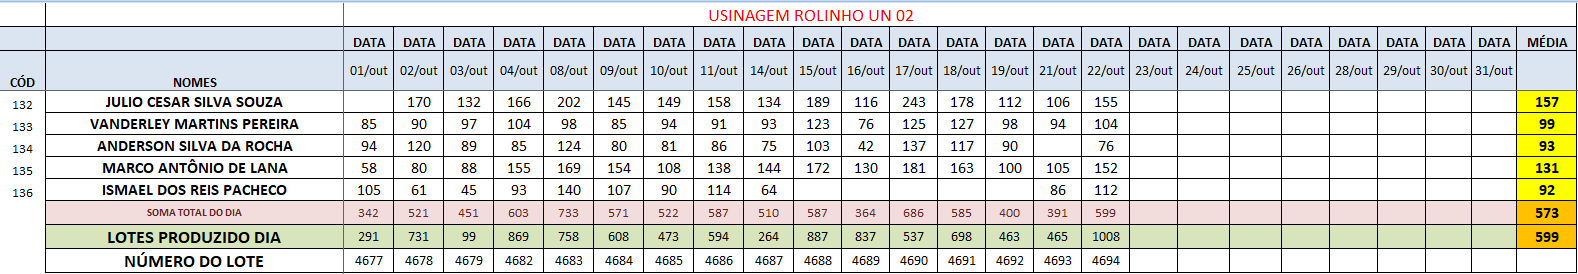 USINAGEM ROLINHO UN 02
DATA DATA DATA DATA DATA DATA DATA DATA DATA DATA DATA DATA DATA DATA DATA DATA DATA DATA DATA DATA DATA DATA DATA DATA MÉDIA
CÓD NOMES 01/out 02/out 03/out 04/out 08/out 09/out 10/out 11/out 14/out 15/out 16/out 17/out 18/out 19/out 21/out 22/out 23/out 24/out 25/out 26/out 28/out 29/out 30/out 31/out
132 JULIO CESAR SILVA SOUZA 170 132 166 202 145 149 158 134 189 116 243 178 112 106 155 157
133 VANDERLEY MARTINS PEREIRA 85 90 97 104 98 85 94 91 93 123 76 125 127 98 94 104 99
134 ANDERSON SILVA DA ROCHA 94 120 89 85 124 80 81 86 75 103 42 137 117 90 76 93
135 MARCO ANTÔNIO DE LANA 58 80 88 155 169 154 108 138 144 172 130 181 163 100 105 152 131
136 ISMAEL DOS REIS PACHECO 105 61 45 93 140 107 90 114 64 86 112 92
SOMA TOTAL DO DIA 342 521 451 603 733 571 522 587 510 587 364 686 585 400 391 599 573
LOTES PRODUZIDO DIA 291 731 99 869 758 608 473 594 264 887 837 537 698 463 465 1008 599
NÚMERO DO LOTE 4677 4678 4679 4682 4683 4684 4685 4686 4687 4688 4689 4690 4691 4692 4693 4694